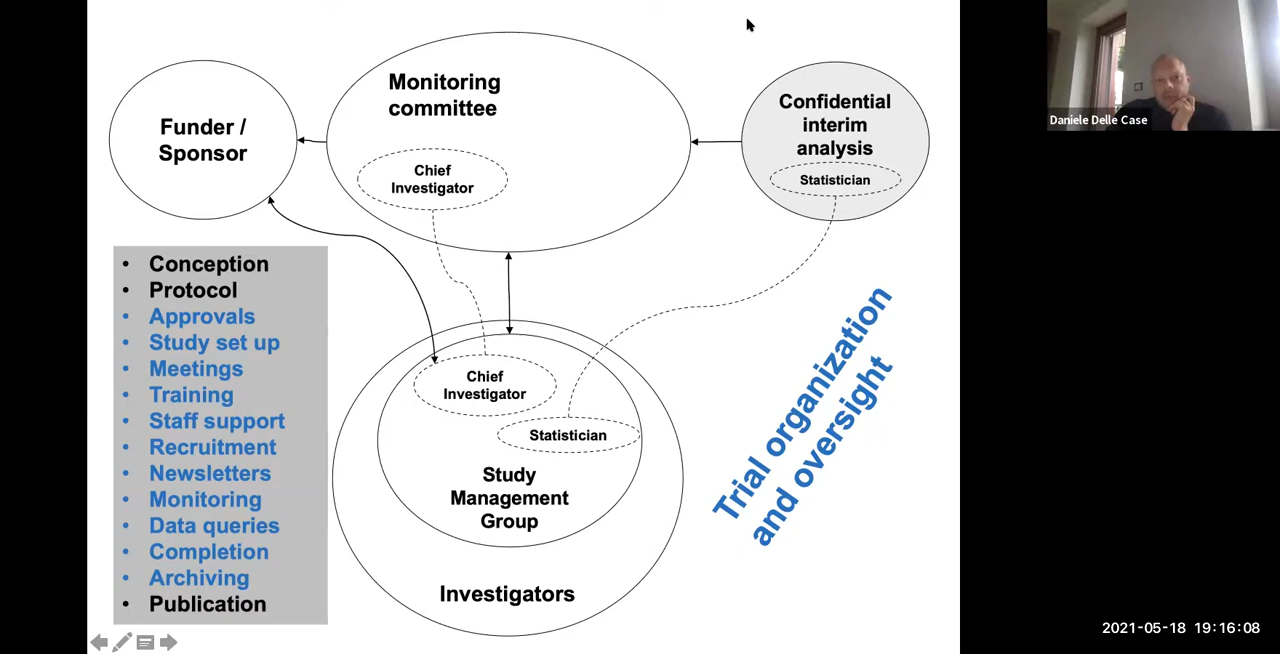 Monitoring
committee
Funder /
Sponsor
Chief
Investigator
Confidential
interim
analysis
Statistician
Daniele Delle Case
• Conception
• Protocol
• Approvals
• Study set up
• Meetings
• Training
• Staff support
• Recruitment
• Newsletters
• Monitoring
• Data queries
• Completion
• Archiving
• Publication
Chief
Investigator
Statistician
Study
Management
Group
Investigators
Trial organization
and oversight
2021-05-18 19:16:08